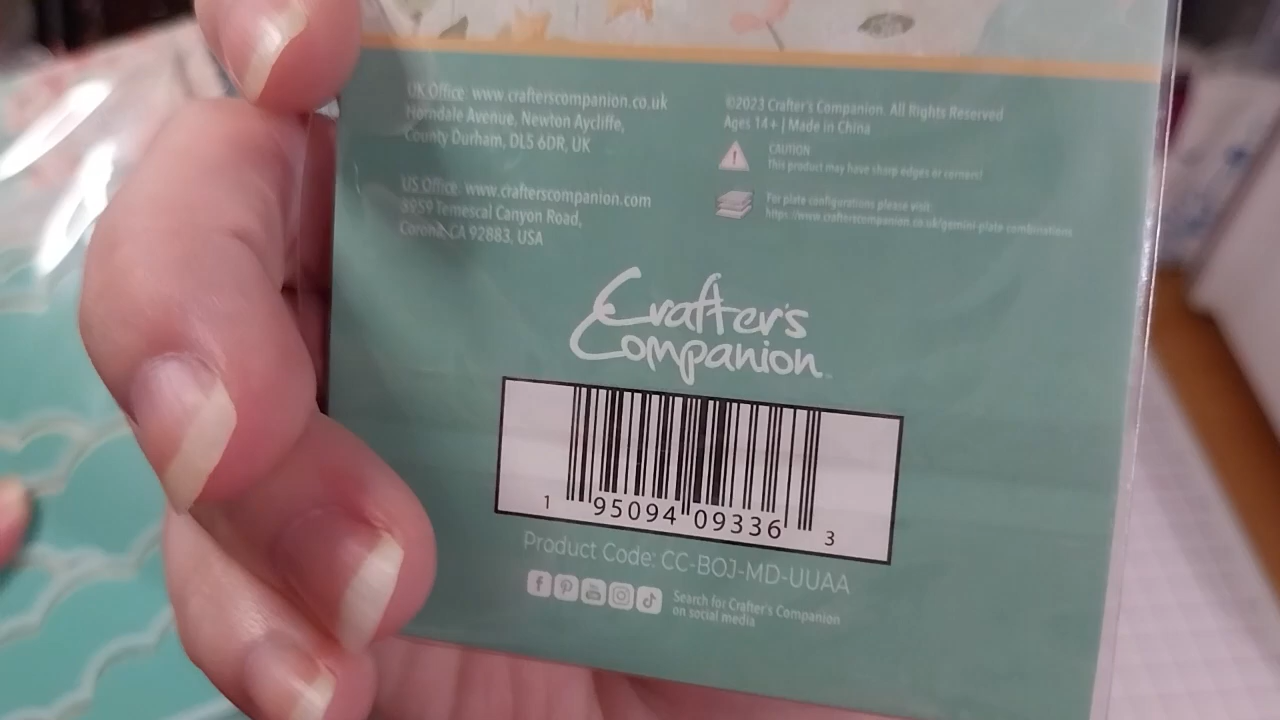 UK Office: www.crafterscompanion.co.uk
Horndale Avenue, Newton Aycliffe,
County Durham, DL5 6DR, UK
US Office: www.crafterscompanion.com
8959 Temescal Canyon Road,
Corona, CA 92883, USA
©2023 Crafter's Companion. All Rights Reserved
Ages 14+ | Made in China
CAUTION
This product may have sharp edges or corners!
For plate configurations please visit:
https://www.crafterscompanion.co.uk/gemini-plate-combinations
Crafter's
Companion
1 95094 09336 3
Product Code: CC-BOJ-MD-UUAA
Search for Crafter's Companion
on social media